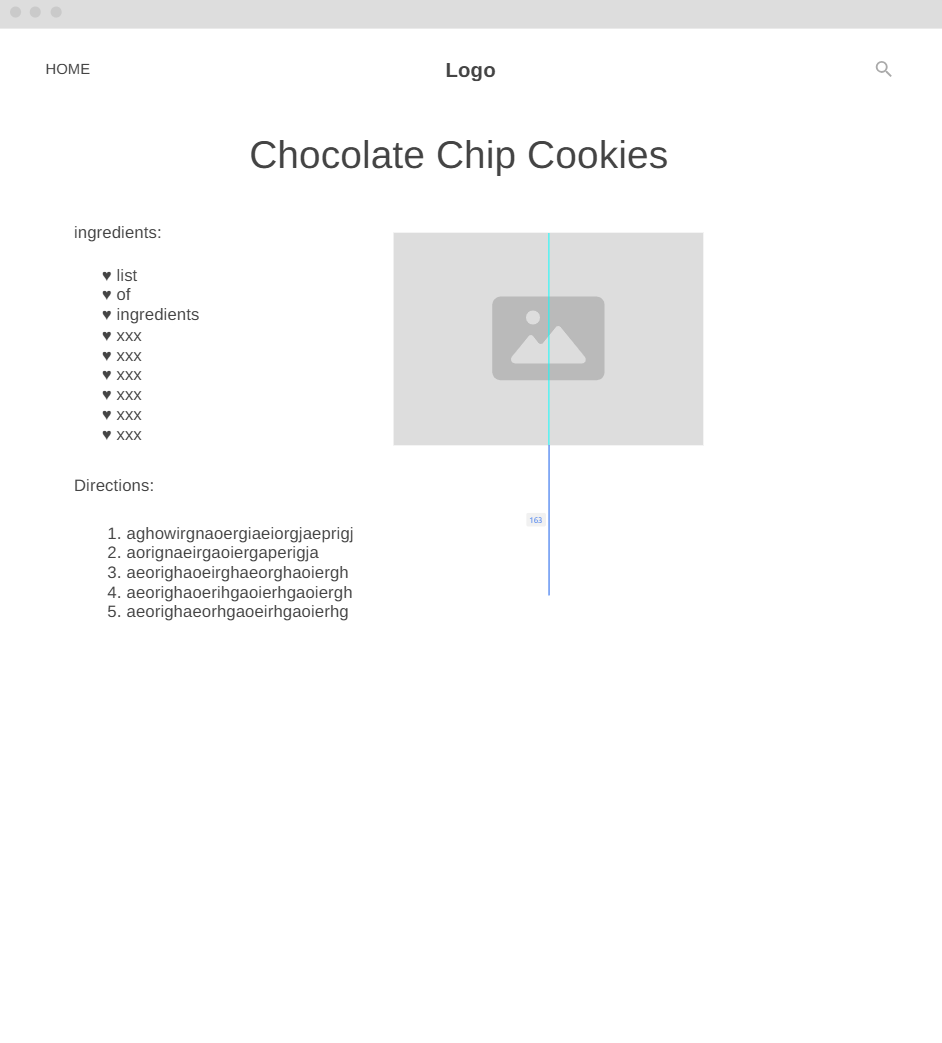 HOME
Logo
Chocolate Chip Cookies
ingredients:
♥ list
♥ of
♥ ingredients
♥ xxx
♥ xxx
♥ xxx
♥ xxx
♥ xxx
♥ xxx
Directions:
1. aghowirgnaoergiaeiorgjaeprigj
2. aorignaeirgaoiergaperigja
3. aeorighaoeirghaeorghaoiergh
4. aeorighaoerihgaoierhgaoiergh
5. aeorighaeorhgaoeirhgaoierhg
163